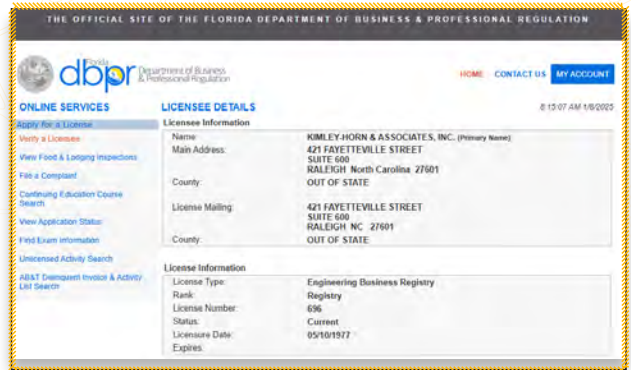 THE OFFICIAL SITE OF THE FLORIDA DEPARTMENT OF BUSINESS & PROFESSIONAL REGULATION
Florida
dbpr Department of Business
& Professional Regulation
HOME CONTACT US MY ACCOUNT
ONLINE SERVICES
Apply for a License
Verify a Licensee
View Food & Lodging Inspections
File a Complaint
Continuing Education Course
Search
View Application Status
Find Exam Information
Unlicensed Activity Search
AB&T Delinquent Invoice & Activity
List Search
LICENSEE DETAILS 8:15:07 AM 1/8/2025
Licensee Information
Name: KIMLEY-HORN & ASSOCIATES, INC. (Primary Name)
Main Address: 421 FAYETTEVILLE STREET
SUITE 600
RALEIGH North Carolina 27601
County: OUT OF STATE
License Mailing: 421 FAYETTEVILLE STREET
SUITE 600
RALEIGH NC 27601
County: OUT OF STATE
License Information
License Type: Engineering Business Registry
Rank: Registry
License Number: 696
Status: Current
Licensure Date: 05/10/1977
Expires: